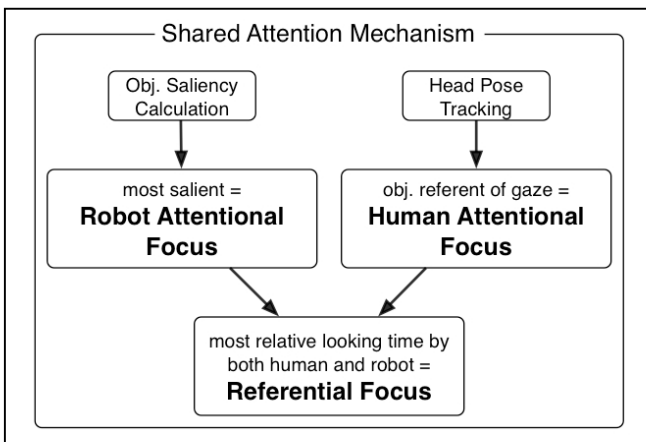 Shared Attention Mechanism
Obj. Saliency
Calculation
Head Pose
Tracking
most salient =
Robot Attentional
Focus
obj. referent of gaze =
Human Attentional
Focus
most relative looking time by
both human and robot =
Referential Focus